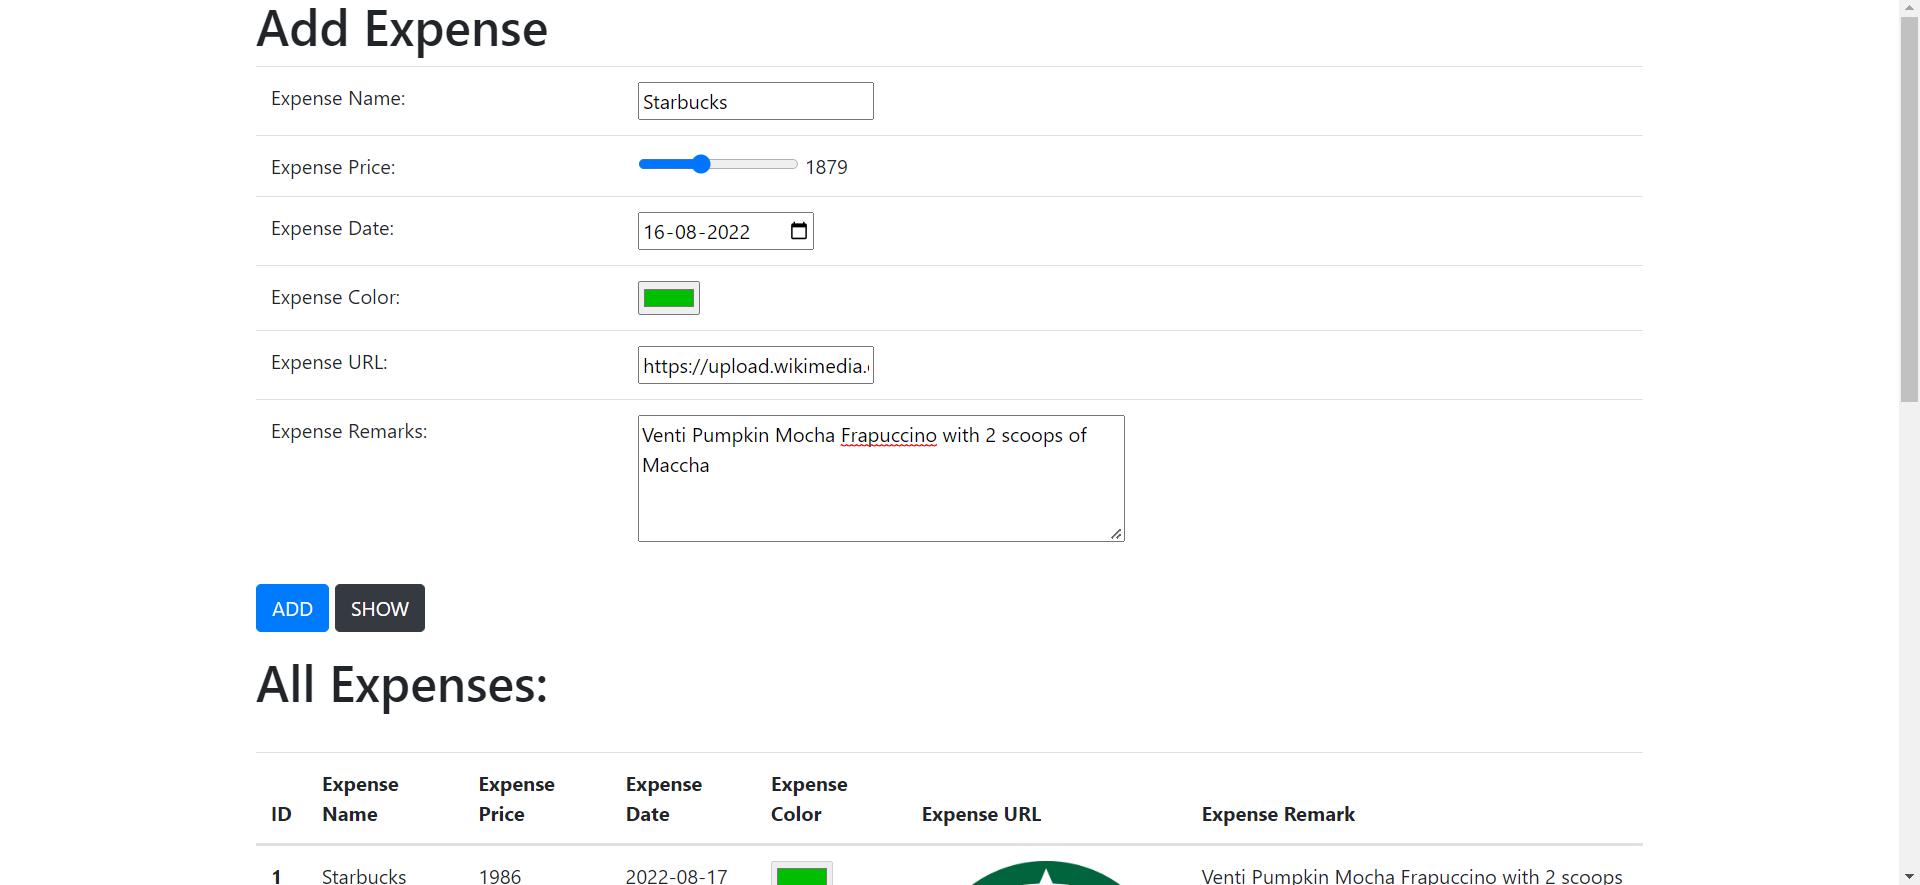 Add Expense
Expense Name:
Starbucks
Expense Price:
1879
Expense Date:
16-08-2022
Expense Color:
Expense URL:
https://upload.wikimedia.
Expense Remarks:
Venti Pumpkin Mocha Frapuccino with 2 scoops of
Maccha
ADD SHOW
All Expenses:
ID Expense Name Expense Price Expense Date Expense Color Expense URL Expense Remark
1 Starbucks 1986 2022-08-17 Venti Pumpkin Mocha Frapuccino with 2 scoops